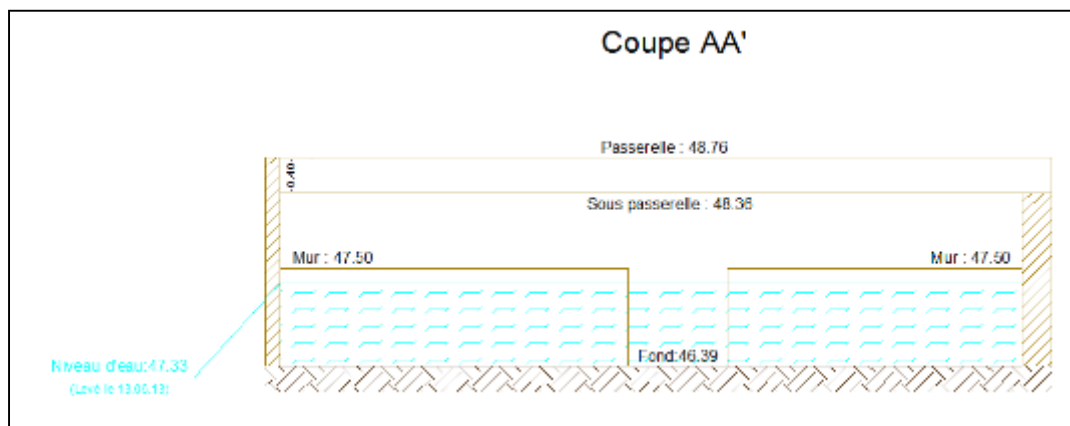 Coupe AA'
Passerelle : 48.76
0.40
Sous passerelle : 48.36
Mur : 47.50
Mur : 47.50
Fond:46.39
Niveau d'eau:47.33